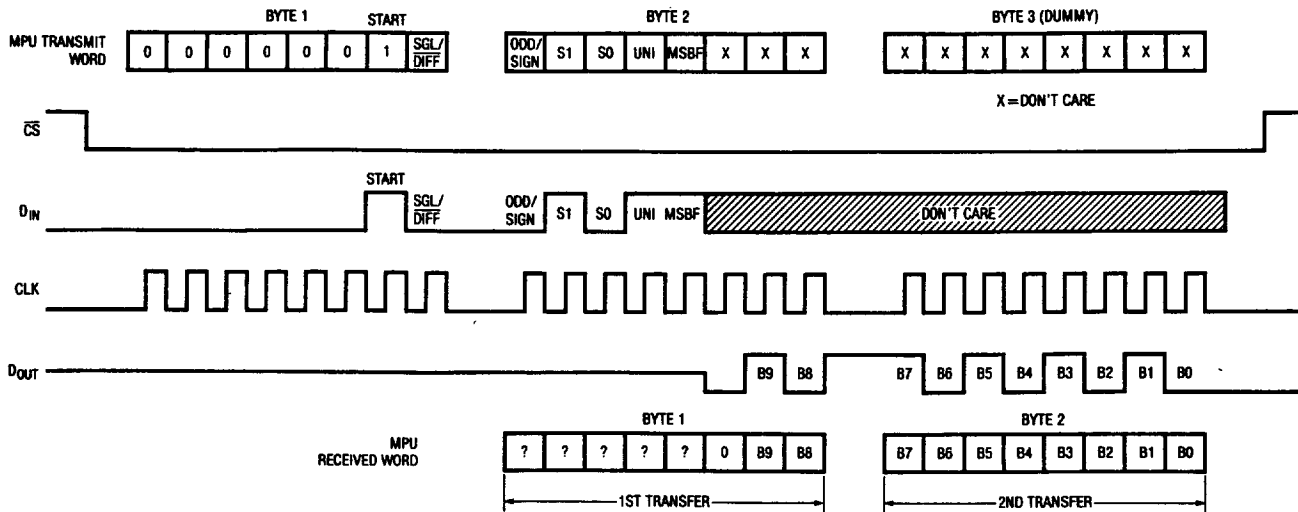 BYTE 1 BYTE 2 BYTE 3 (DUMMY)
START
MPU TRANSMIT WORD
0 0 0 0 0 0 1 SGL/DIFF
ODD/SIGN S1 S0 UNI MSBF X X X
X X X X X X X X
X=DON'T CARE
CS
START
DIN
SGL/DIFF ODD/SIGN S1 S0 UNI MSBF DON'T CARE
CLK
DOUT
B9 B8 B7 B6 B5 B4 B3 B2 B1 B0
BYTE 1 BYTE 2
MPU RECEIVED WORD
? ? ? ? ? 0 B9 B8
B7 B6 B5 B4 B3 B2 B1 B0
1ST TRANSFER 2ND TRANSFER